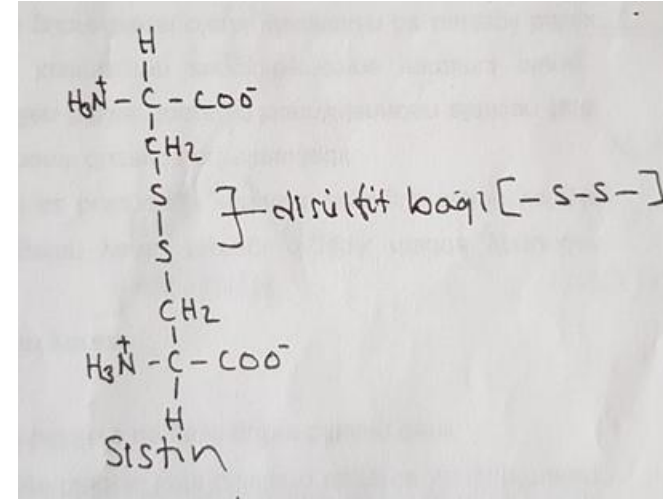 H
H₃N⁺ - C - COO⁻
CH2
S
S
] - disülfit bağı [- S-S-]
CH2
H₃N⁺ - C - COO⁻
H
Sistin